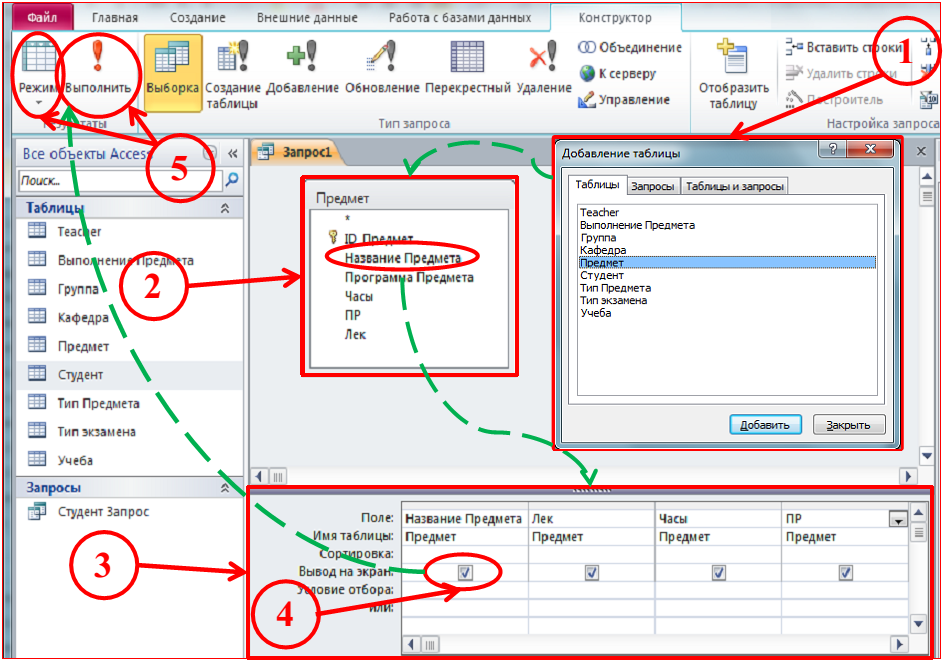 Файл Главная Создание Внешние данные Работа с базами данных Конструктор
Режим Выполнить
Выборка
Создание таблицы
Добавление
Обновление
Перекрестный
Удаление
Объединение
К серверу
Управление
Отобразить таблицу
Вставить строки
Удалить строки
Построитель
Результаты
Тип запроса
Настройка запроса
1
5
Все объекты Access
Поиск...
Таблицы
Teacher
Выполнение Предмета
Группа
Кафедра
Предмет
Студент
Тип Предмета
Тип экзамена
Учеба
Запросы
Студент Запрос
2
Запрос1
Предмет
*
ID_Предмет
Название Предмета
Программа Предмета
Часы
ПР
Лек
Добавление таблицы
Таблицы Запросы Таблицы и запросы
Teacher
Выполнение Предмета
Группа
Кафедра
Предмет
Студент
Тип Предмета
Тип экзамена
Учеба
Добавить Закрыть
3
4
Поле: Название Предмета Лек Часы ПР
Имя таблицы: Предмет Предмет Предмет Предмет
Сортировка:
Вывод на экран:
Условие отбора:
или: